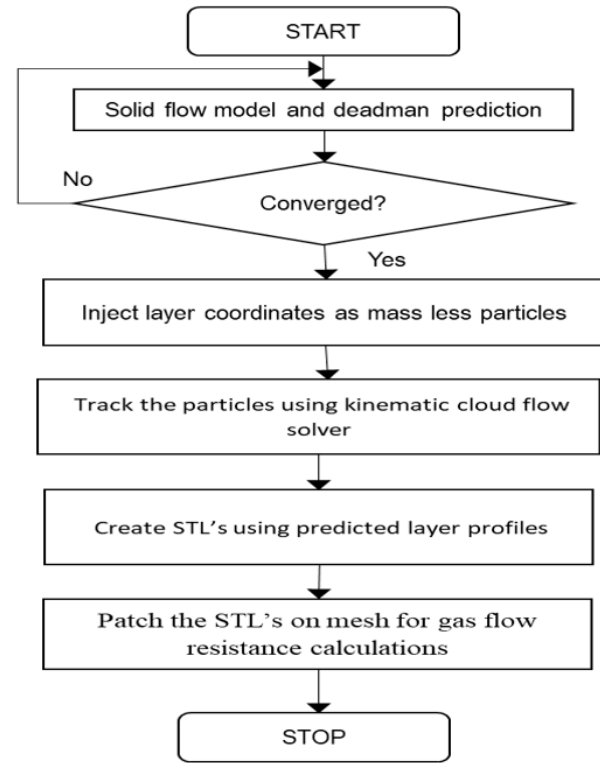 START
Solid flow model and deadman prediction
No
Converged?
Yes
Inject layer coordinates as mass less particles
Track the particles using kinematic cloud flow
solver
Create STL's using predicted layer profiles
Patch the STL's on mesh for gas flow
resistance calculations
STOP